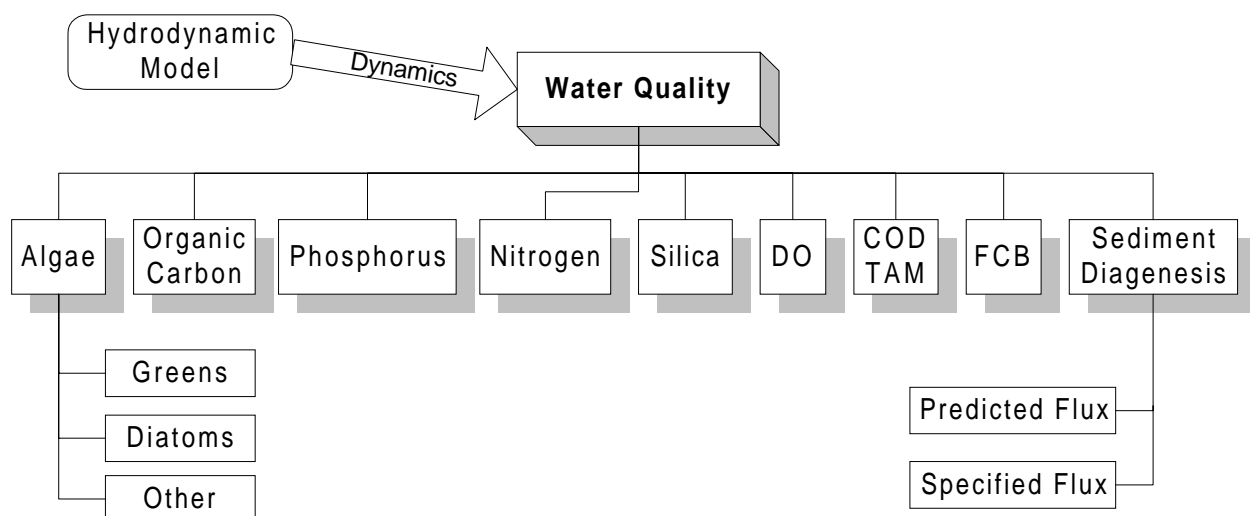 Hydrodynamic
Model
Dynamics
Water Quality
Algae
Organic
Carbon
Phosphorus
Nitrogen
Silica
DO
COD
TAM
FCB
Sediment
Diagenesis
Greens
Diatoms
Other
Predicted Flux
Specified Flux